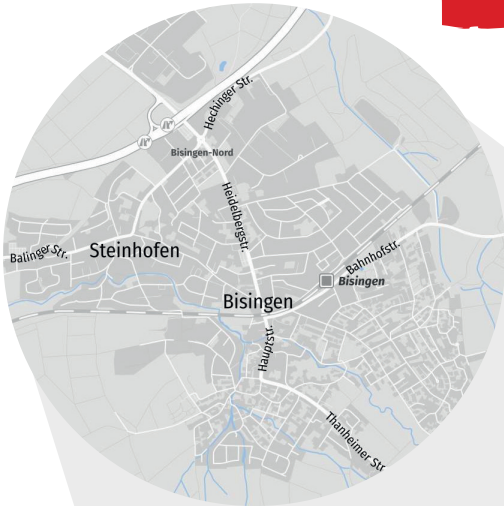 Hechinger Str.
Bisingen-Nord
Heidelbergstr.
Balinger Str.
Steinhofen
Bahnhofstr.
Bisingen
Bisingen
Hauptstr.
Thanheimer Str